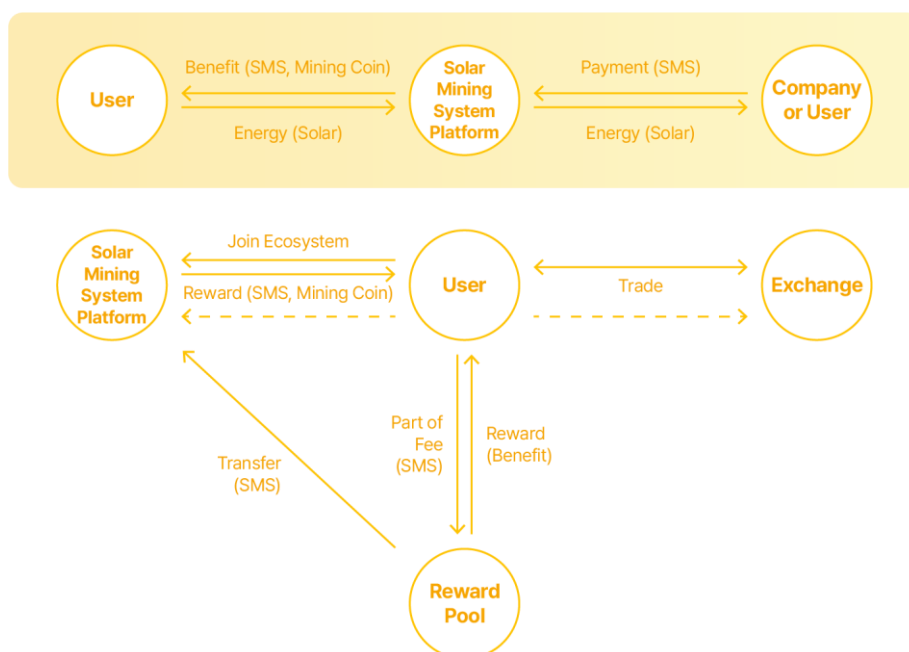 Benefit (SMS, Mining Coin)
User
Energy (Solar)
Solar
Mining
System
Platform
Payment (SMS)
Energy (Solar)
Company
or User
Solar
Mining
System
Platform
Join Ecosystem
Reward (SMS, Mining Coin)
User
Trade
Exchange
Part of
Fee
(SMS)
Reward
(Benefit)
Transfer
(SMS)
Reward
Pool